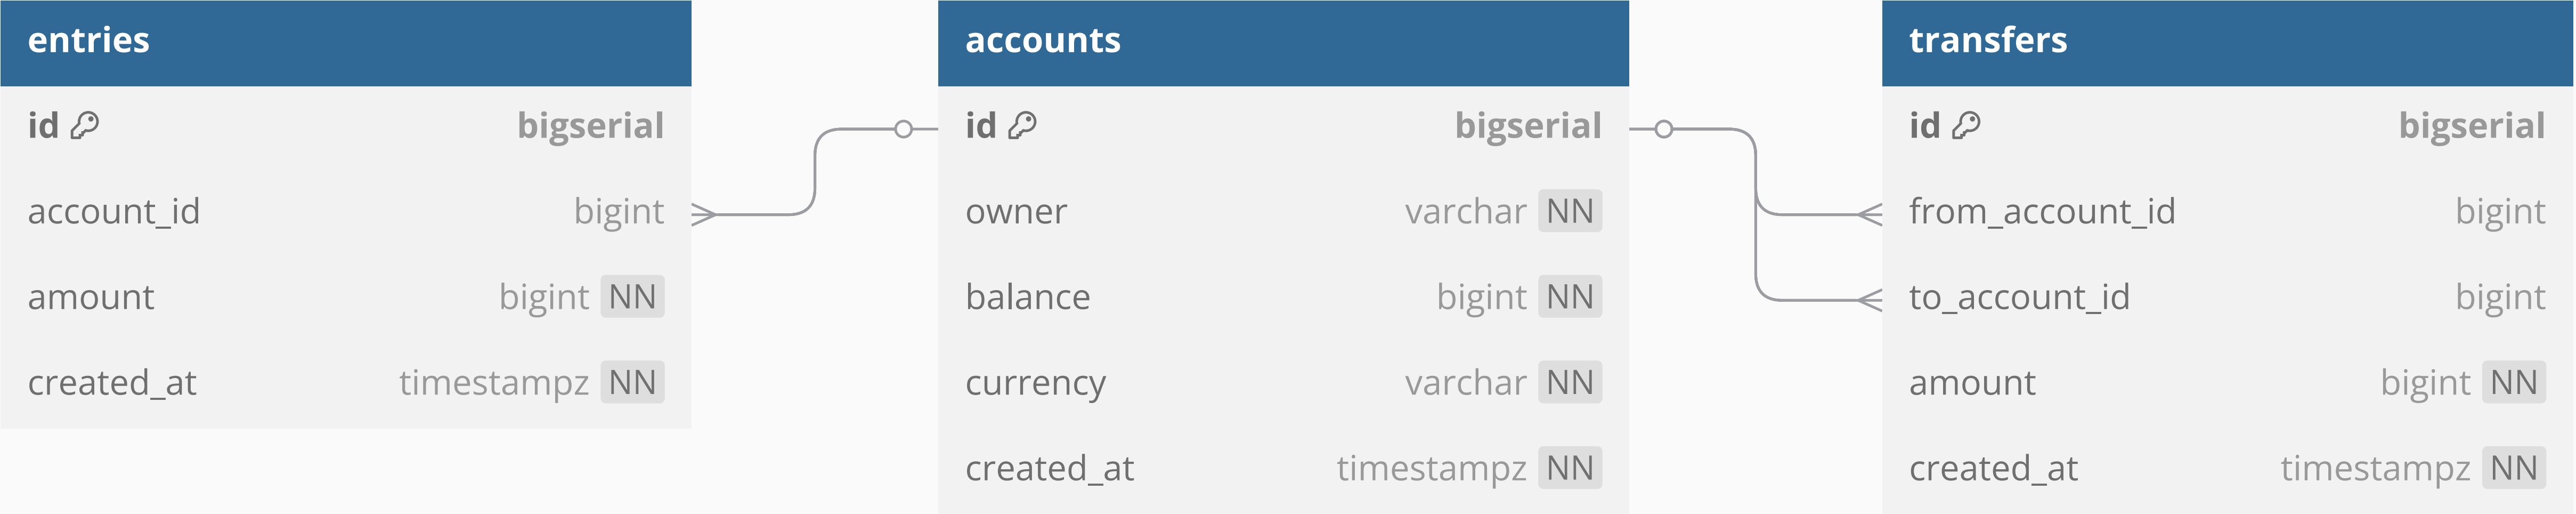 entries
id bigserial
account_id bigint
amount bigint NN
created_at timestampz NN
accounts
id bigserial
owner varchar NN
balance bigint NN
currency varchar NN
created_at timestampz NN
transfers
id bigserial
from_account_id bigint
to_account_id bigint
amount bigint NN
created_at timestampz NN